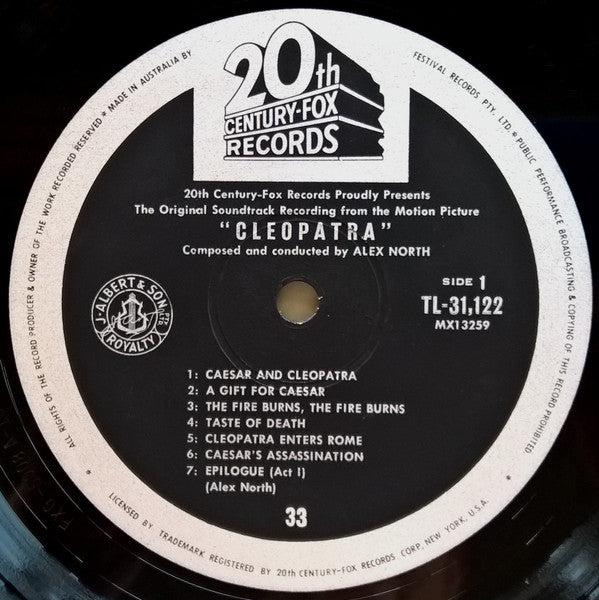 ALL RIGHTS OF THE RECORD PRODUCER & OWNER OF THE WORK RECORDED RESERVED * MADE IN AUSTRALIA BY
FESTIVAL RECORDS PTY. LTD. * PUBLIC PERFORMANCE BROADCASTING & COPYING OF THIS RECORD PROHIBITED
20th
CENTURY-FOX
RECORDS
20th Century-Fox Records Proudly Presents
The Original Soundtrack Recording from the Motion Picture
"CLEOPATRA"
Composed and conducted by ALEX NORTH
SIDE 1
TL-31,122
MX13259
J. ALBERT & SON PTY LTD
ROYALTY
1: CAESAR AND CLEOPATRA
2: A GIFT FOR CAESAR
3: THE FIRE BURNS, THE FIRE BURNS
4: TASTE OF DEATH
5: CLEOPATRA ENTERS ROME
6: CAESAR'S ASSASSINATION
7: EPILOGUE (Act I)
(Alex North)
33
* LICENSED BY TRADEMARK REGISTERED BY 20th CENTURY-FOX RECORDS CORP, NEW YORK, U.S.A. *